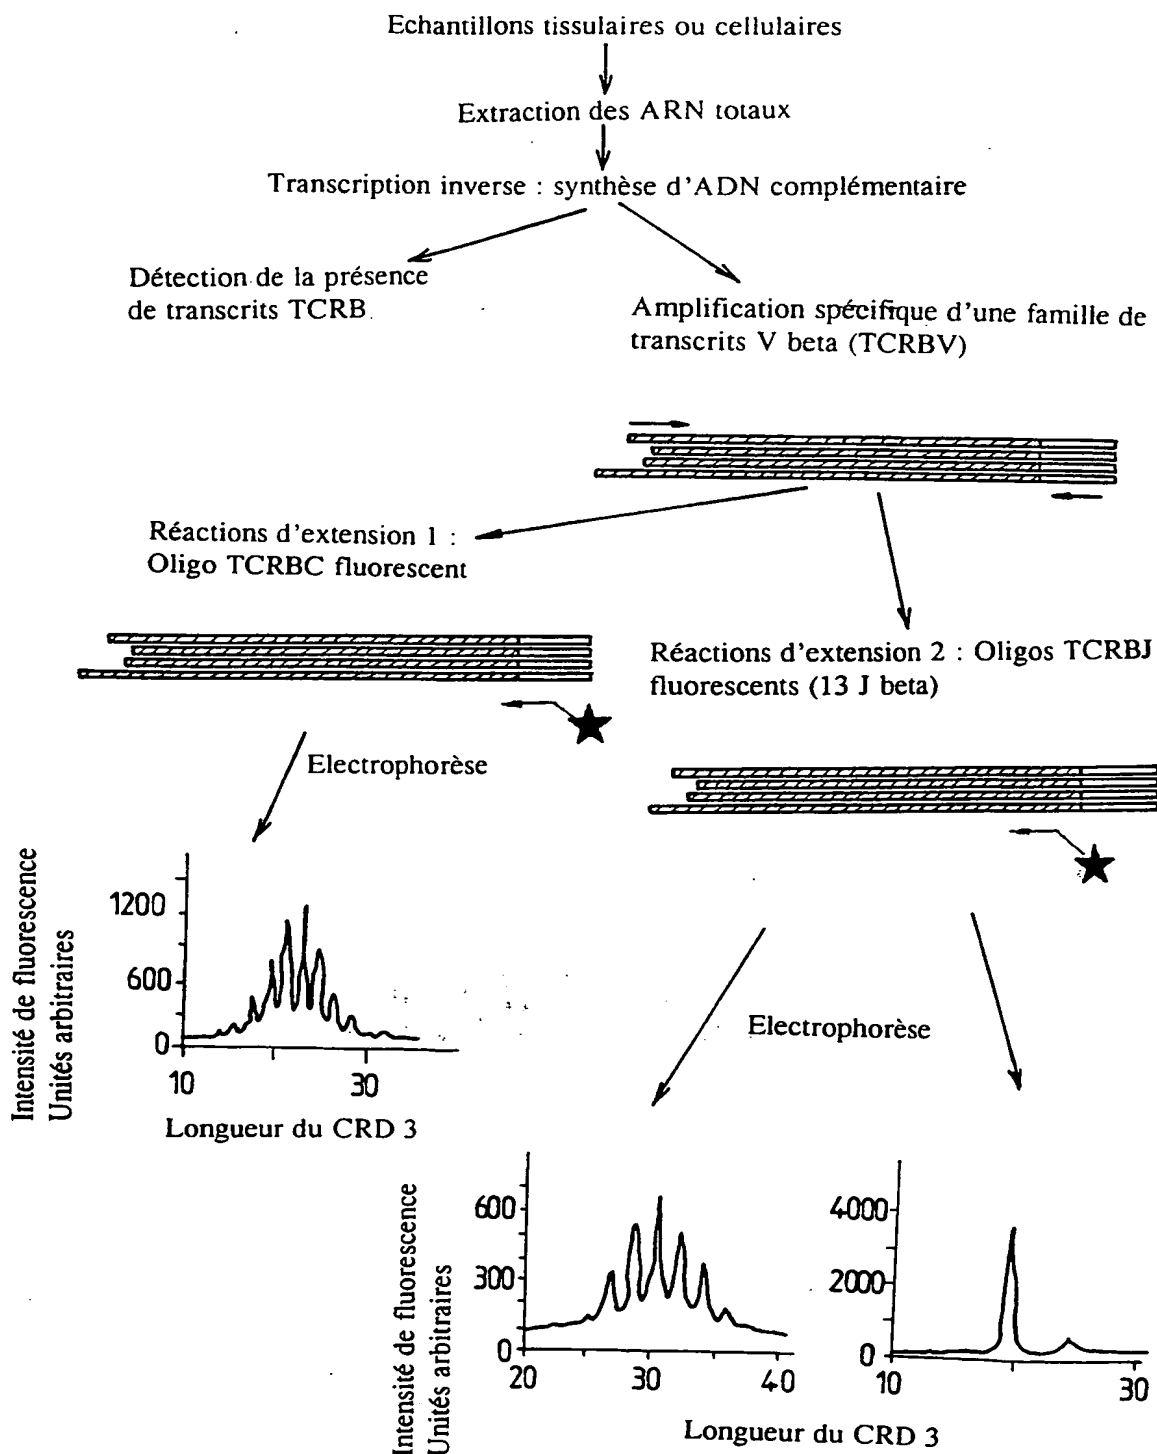 Echantillons tissulaires ou cellulaires
Extraction des ARN totaux
Transcription inverse : synthèse d'ADN complémentaire
Détection de la présence
de transcrits TCRB
Amplification spécifique d'une famille de
transcrits V beta (TCRBV)
Réactions d'extension 1 :
Oligo TCRBC fluorescent
Réactions d'extension 2 : Oligos TCRBJ
fluorescents (13 J beta)
Electrophorèse
Intensité de fluorescence
Unités arbitraires
1200
600
0
10
30
Longueur du CRD 3
Electrophorèse
Intensité de fluorescence
Unités arbitraires
600
300
0
20
30
40
4000
2000
0
10
30
Longueur du CRD 3